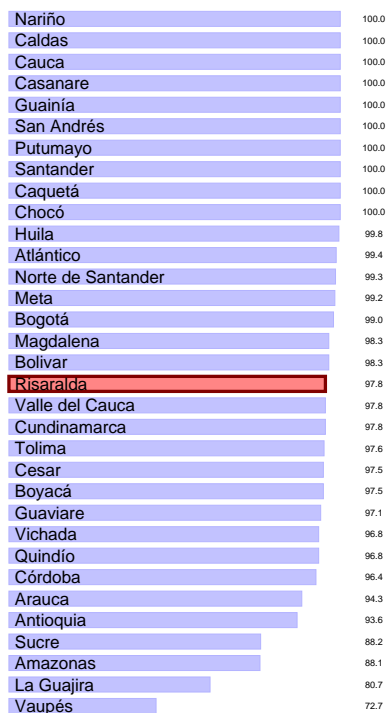 Nariño 100.0
Caldas 100.0
Cauca 100.0
Casanare 100.0
Guainía 100.0
San Andrés 100.0
Putumayo 100.0
Santander 100.0
Caquetá 100.0
Chocó 100.0
Huila 99.8
Atlántico 99.4
Norte de Santander 99.3
Meta 99.2
Bogotá 99.0
Magdalena 98.3
Bolivar 98.3
Risaralda 97.8
Valle del Cauca 97.8
Cundinamarca 97.8
Tolima 97.6
Cesar 97.5
Boyacá 97.5
Guaviare 97.1
Vichada 96.8
Quindío 96.8
Córdoba 96.4
Arauca 94.3
Antioquia 93.6
Sucre 88.2
Amazonas 88.1
La Guajira 80.7
Vaupés 72.7